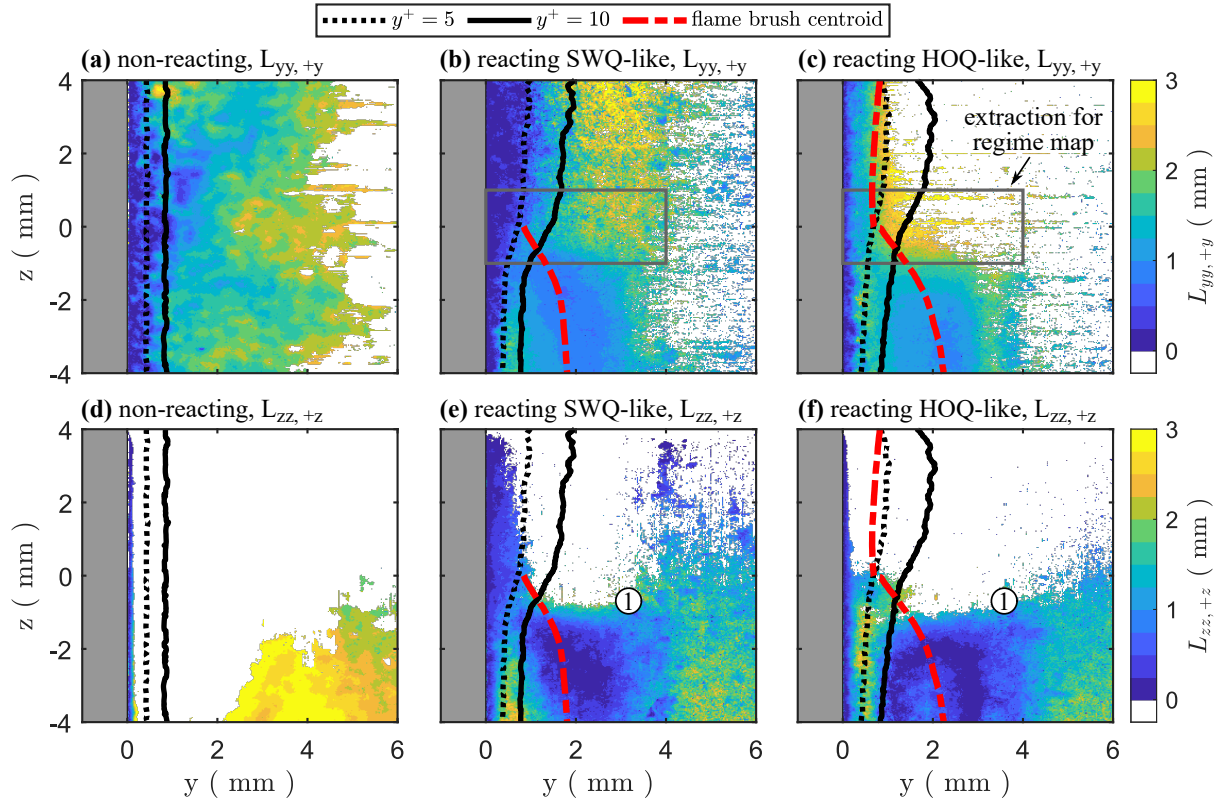 y⁺ = 5 y⁺ = 10 flame brush centroid
(a) non-reacting, L_yy, +y (b) reacting SWQ-like, L_yy, +y (c) reacting HOQ-like, L_yy, +y
4
2
0
-2
-4
z ( mm )
extraction for
regime map
3
2
1
0
L_yy,+y ( mm )
(d) non-reacting, L_zz, +z (e) reacting SWQ-like, L_zz, +z (f) reacting HOQ-like, L_zz, +z
4
2
0
-2
-4
z ( mm )
1 1
3
2
1
0
L_zz,+z ( mm )
0 2 4 6 0 2 4 6 0 2 4 6
y ( mm ) y ( mm ) y ( mm )